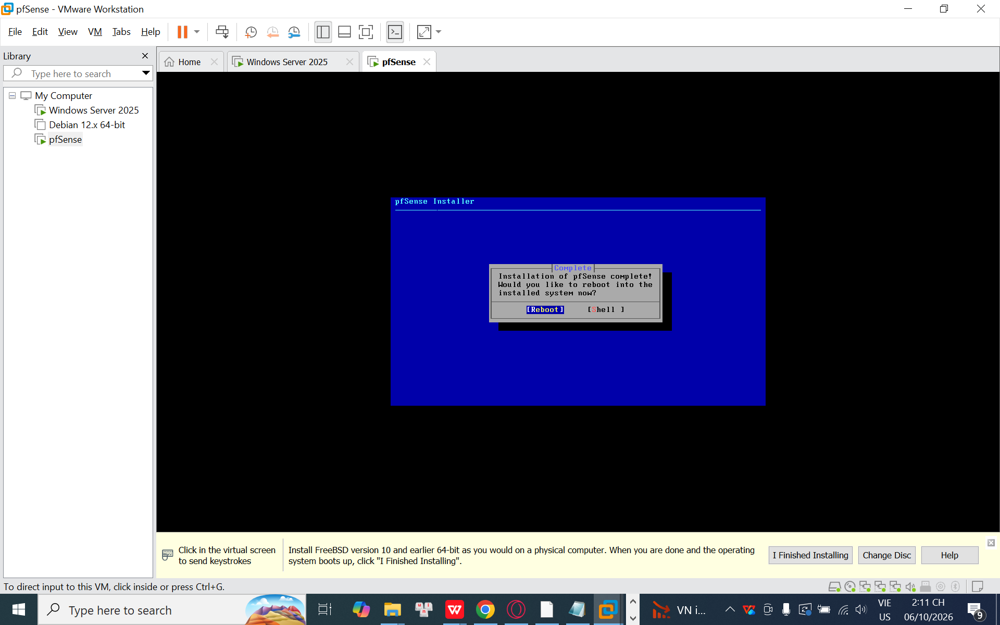 pfSense - VMware Workstation
File Edit View VM Tabs Help
Library
Type here to search
My Computer
Windows Server 2025
Debian 12.x 64-bit
pfSense
Home
Windows Server 2025
pfSense
pfSense Installer
Complete
Installation of pfSense complete!
Would you like to reboot into the
installed system now?
[Reboot] [Shell ]
Click in the virtual screen
to send keystrokes
Install FreeBSD version 10 and earlier 64-bit as you would on a physical computer. When you are done and the operating
system boots up, click "I Finished Installing".
I Finished Installing
Change Disc
Help
To direct input to this VM, click inside or press Ctrl+G.
Type here to search
VN i...
VIE
US
2:11 CH
06/10/2026
9